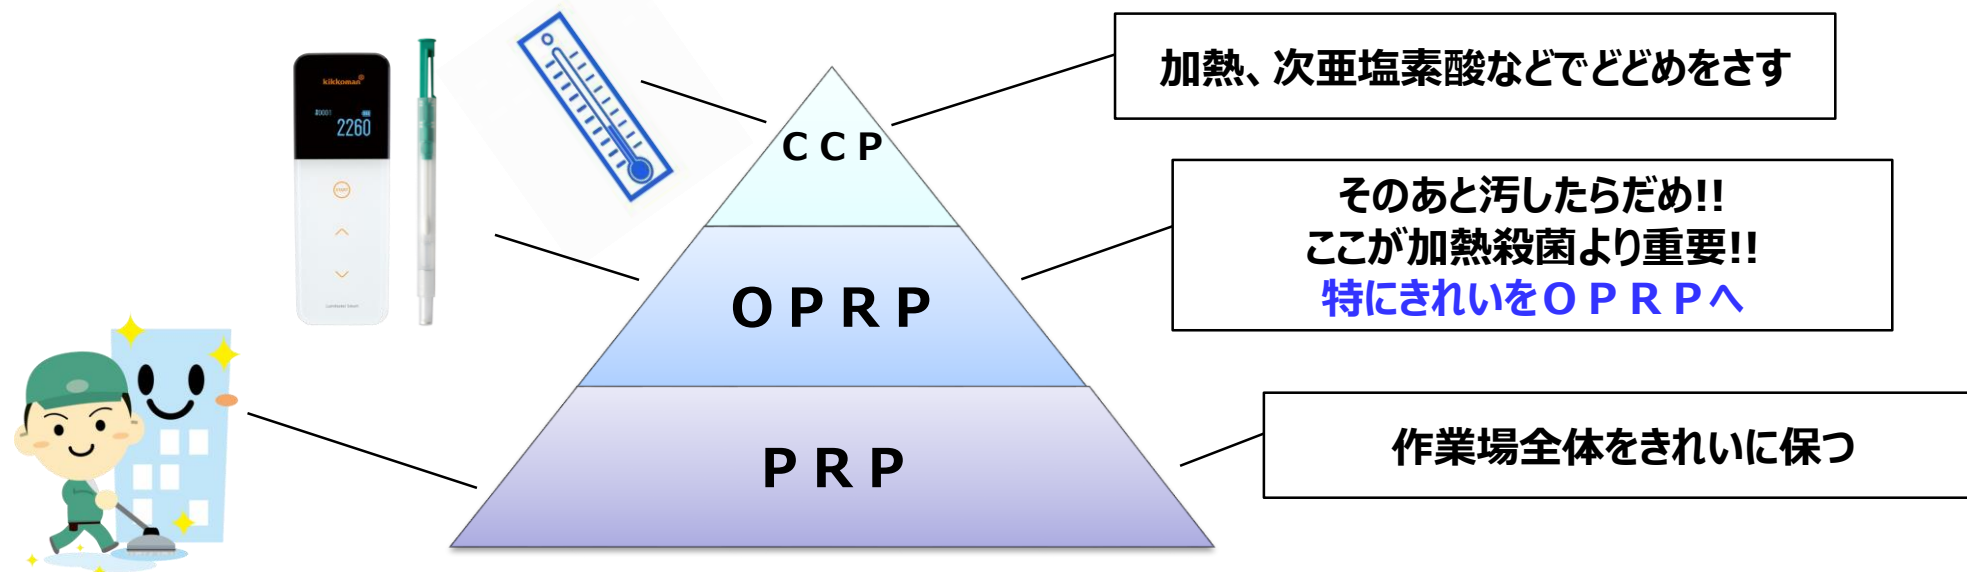 kikkoman
2260
START
加熱、次亜塩素酸などでどどめをさす
CCP
そのあと汚したらだめ!!
ここが加熱殺菌より重要!!
特にきれいをOPRPへ
OPRP
作業場全体をきれいに保つ
PRP